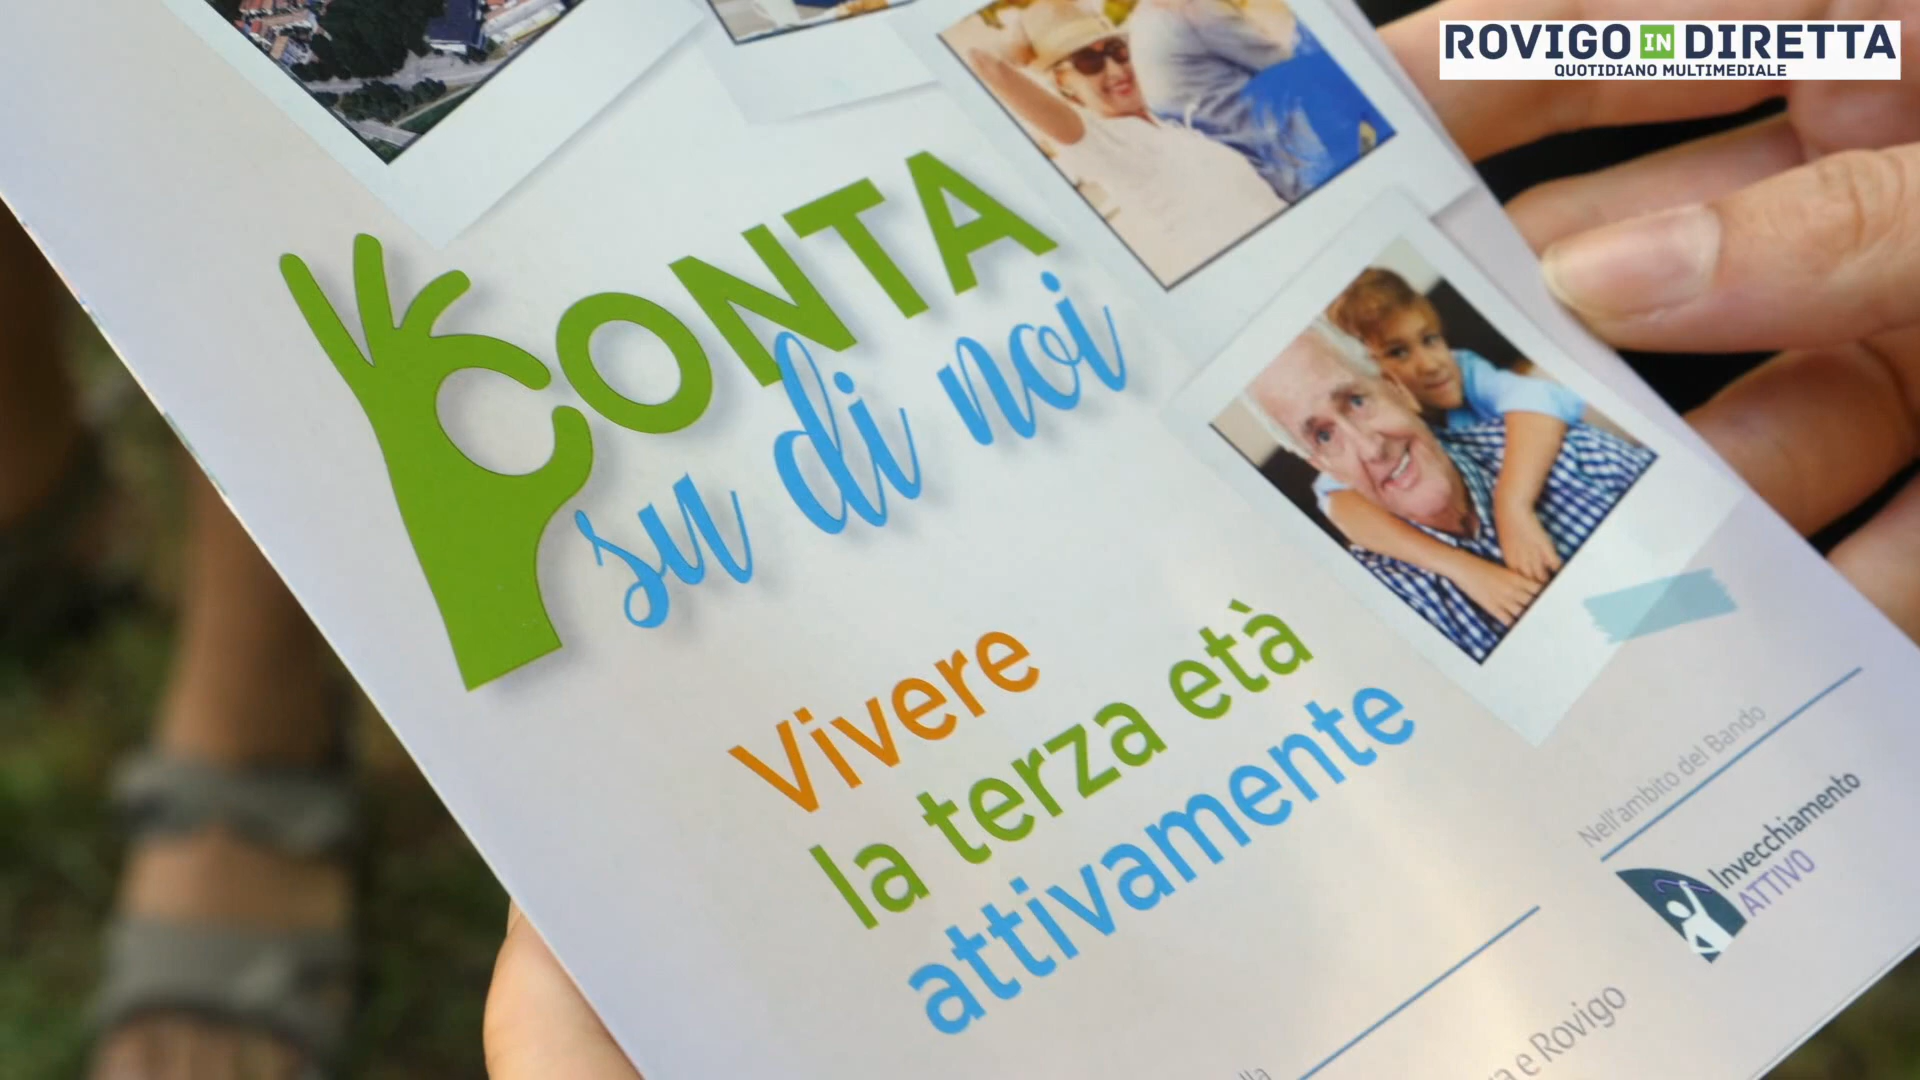 ROVIGO IN DIRETTA
QUOTIDIANO MULTIMEDIALE
CONTA
su di noi
Vivere
la terza età
attivamente
Nell'ambito del Bando
Invecchiamento
ATTIVO
e Rovigo